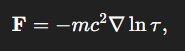 F = −mc²∇ ln τ,